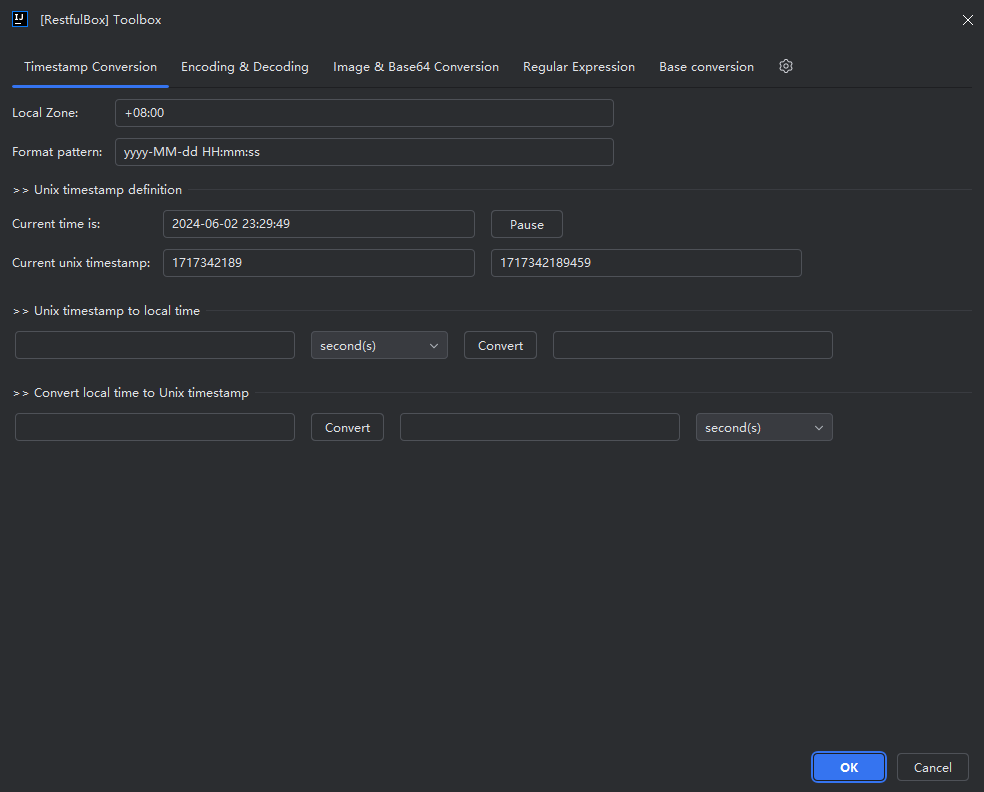 IJ [RestfulBox] Toolbox
Timestamp Conversion Encoding & Decoding Image & Base64 Conversion Regular Expression Base conversion
Local Zone: +08:00
Format pattern: yyyy-MM-dd HH:mm:ss
>> Unix timestamp definition
Current time is: 2024-06-02 23:29:49 Pause
Current unix timestamp: 1717342189 1717342189459
>> Unix timestamp to local time
second(s) Convert
>> Convert local time to Unix timestamp
Convert second(s)
OK Cancel